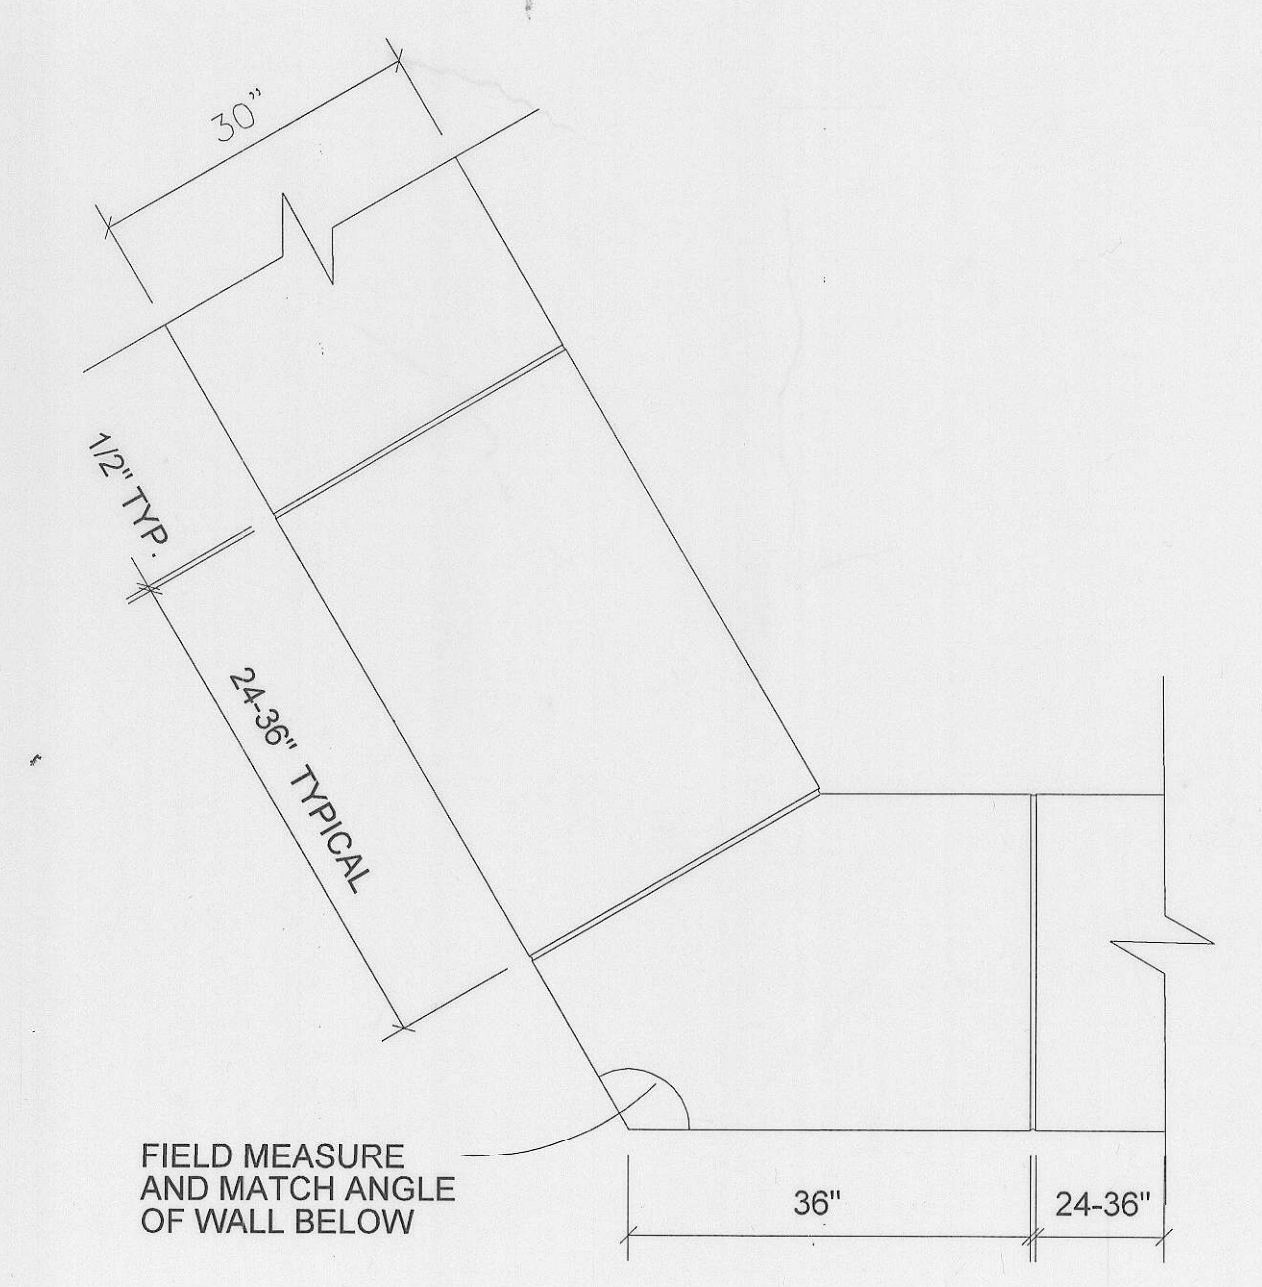 30”
1/2" TYP.
24-36" TYPICAL
FIELD MEASURE
AND MATCH ANGLE
OF WALL BELOW
36"
24-36"